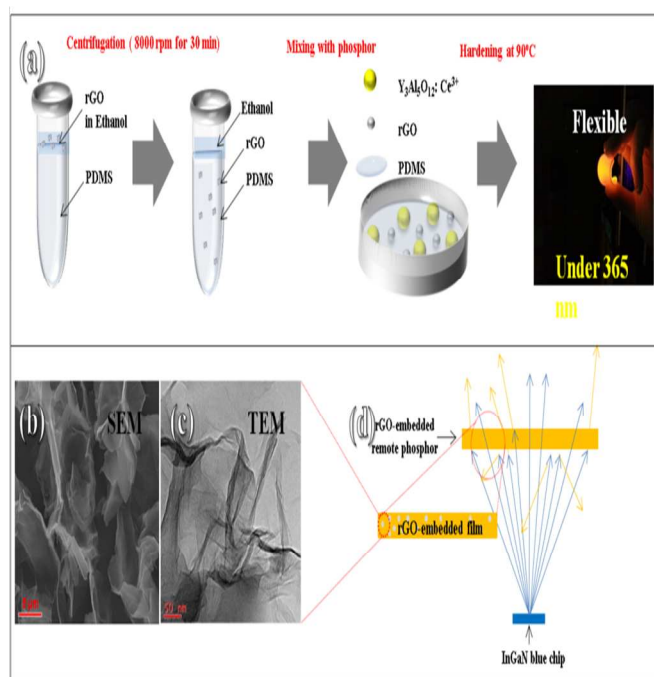 Centrifugation ( 8000 rpm for 30 min)
Mixing with phosphor
Hardening at 90°C
(a)
rGO
in Ethanol
PDMS
Ethanol
rGO
PDMS
Y₃Al₅O₁₂: Ce³⁺
rGO
PDMS
Flexible
Under 365
nm
(b)
SEM
(c)
TEM
50 nm
(d)
rGO-embedded
remote phosphor
rGO-embedded film
InGaN blue chip